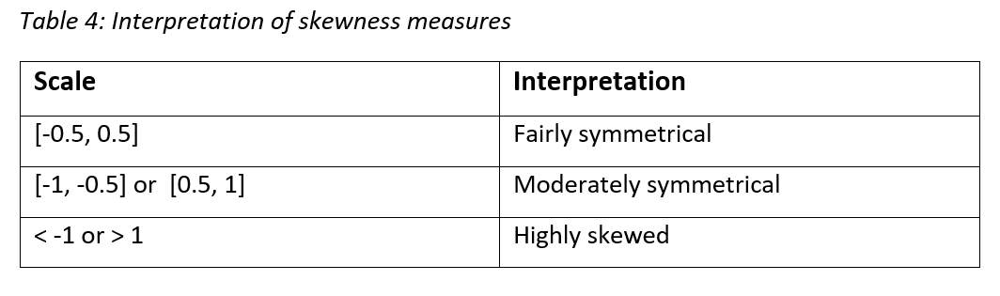 Table 4: Interpretation of skewness measures
Scale Interpretation
[-0.5, 0.5] Fairly symmetrical
[-1, -0.5] or [0.5, 1] Moderately symmetrical
< -1 or > 1 Highly skewed